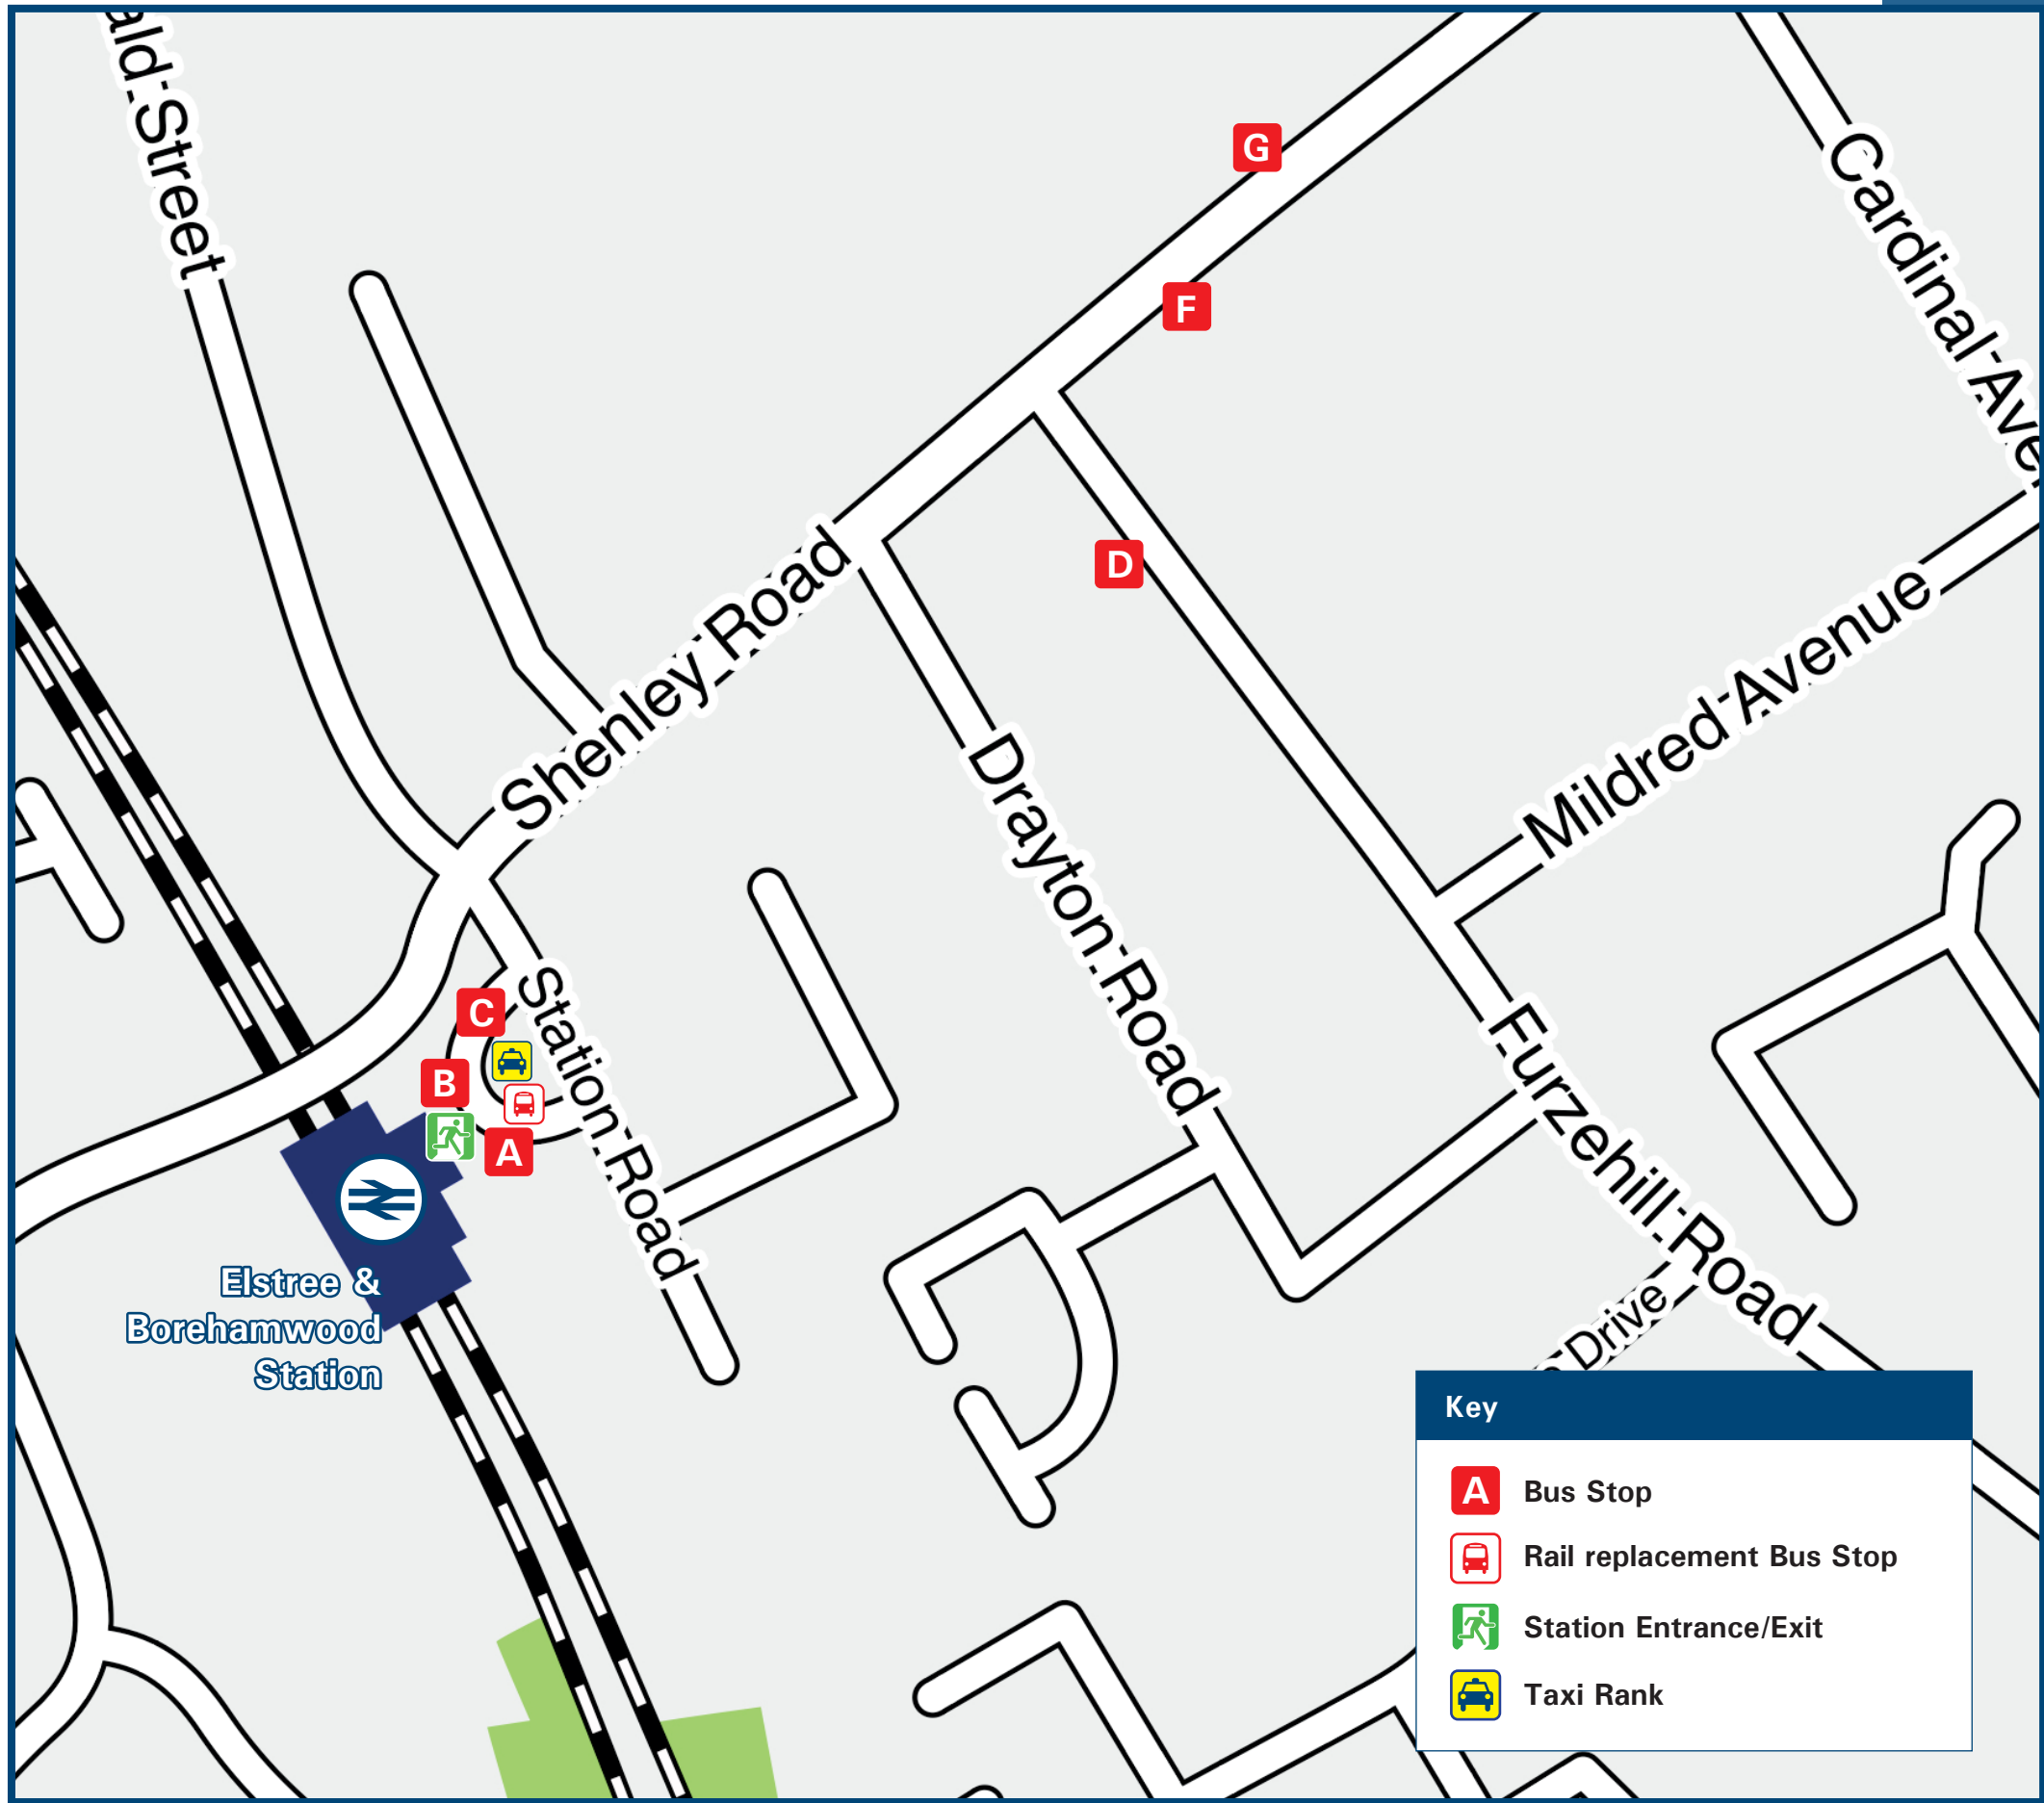 ald Street
G
Cardinal Ave
F
D
Shenley Road
Mildred Avenue
Drayton Road
C
Station Road
B
A
Furzehill Road
Elstree &
Borehamwood
Station
Drive
Key
A Bus Stop
Rail replacement Bus Stop
Station Entrance/Exit
Taxi Rank